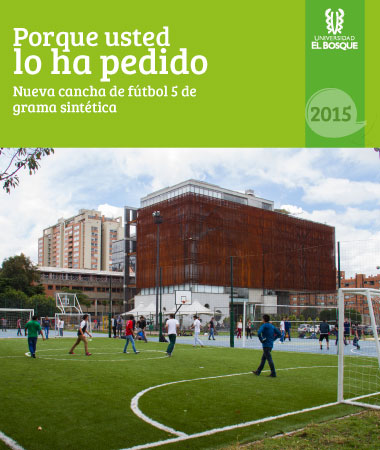 Porque usted
lo ha pedido
Nueva cancha de fútbol 5 de
grama sintética
UNIVERSIDAD
EL BOSQUE
2015